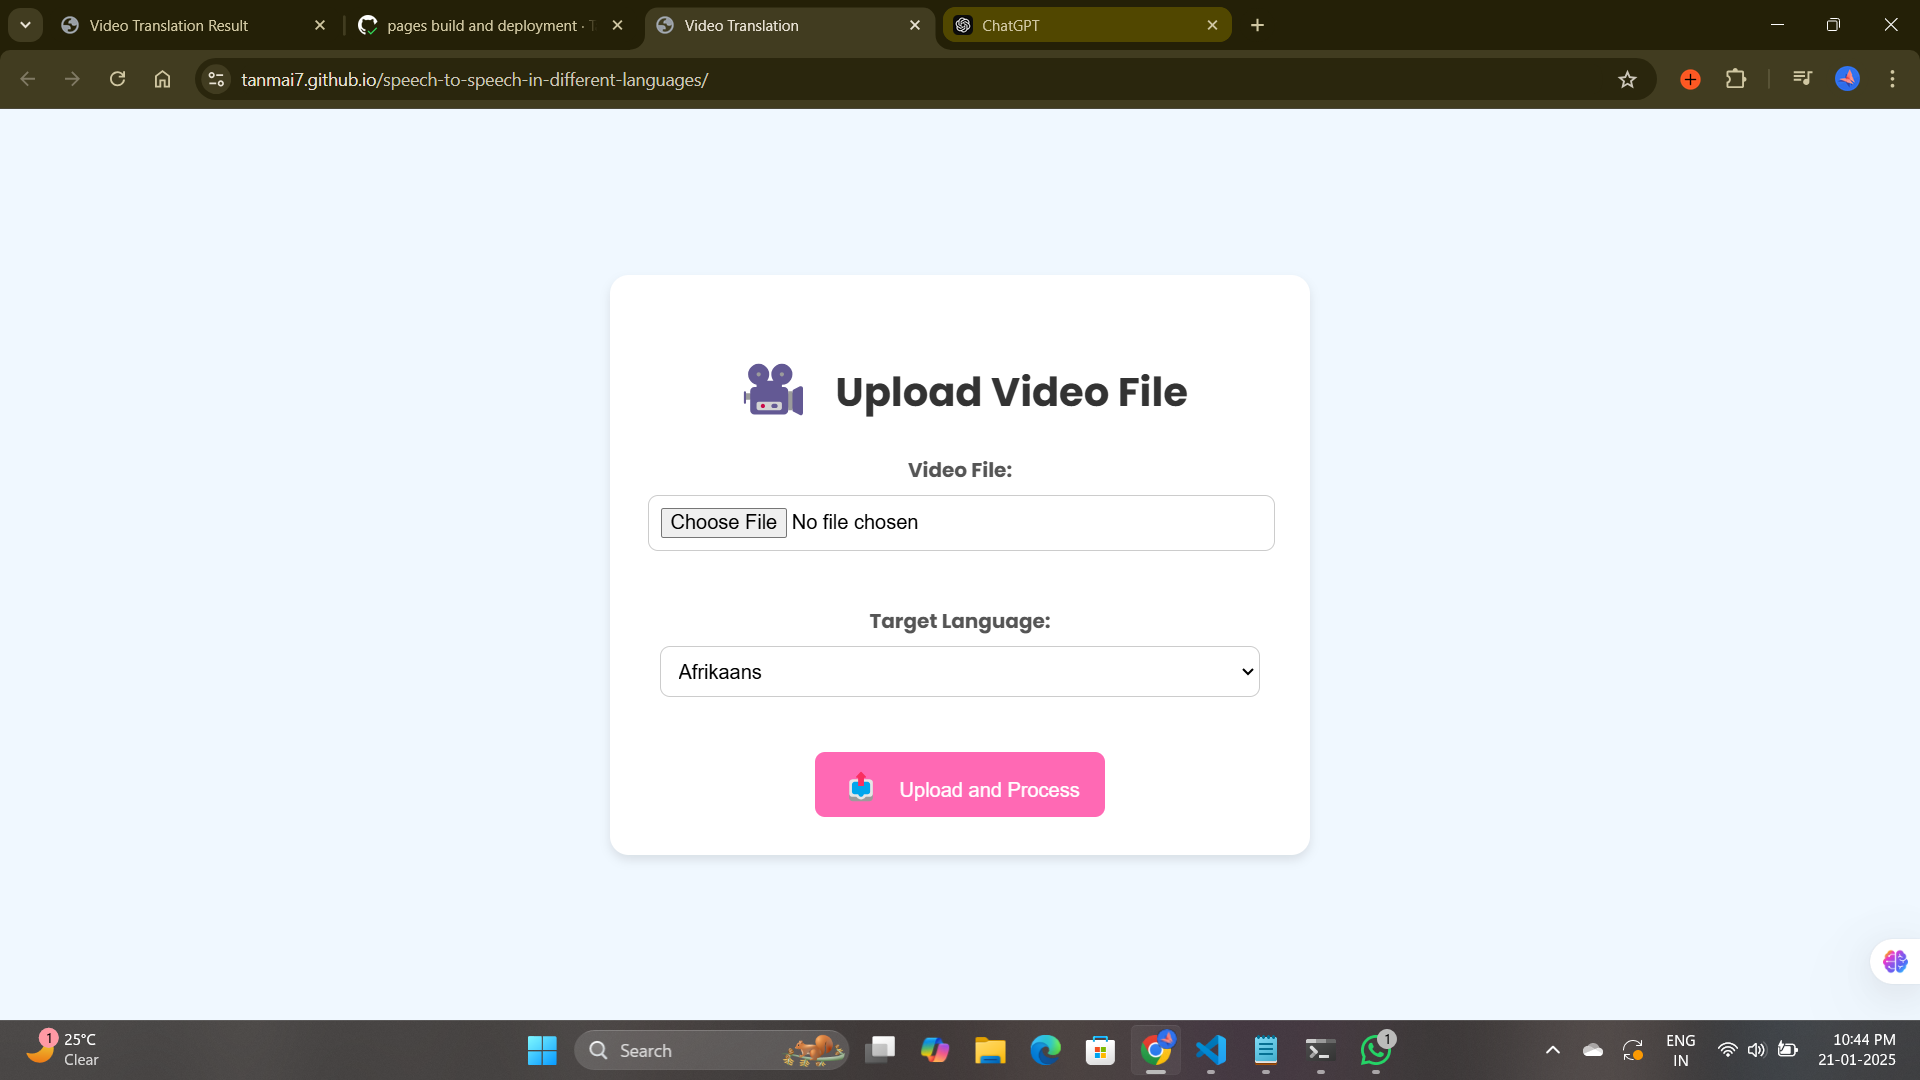 Video Translation Result
pages build and deployment ·
Video Translation
ChatGPT
tanmai7.github.io/speech-to-speech-in-different-languages/
Upload Video File
Video File:
Choose File No file chosen
Target Language:
Afrikaans
Upload and Process
1
25°C
Clear
Search
1
ENG
IN
10:44 PM
21-01-2025